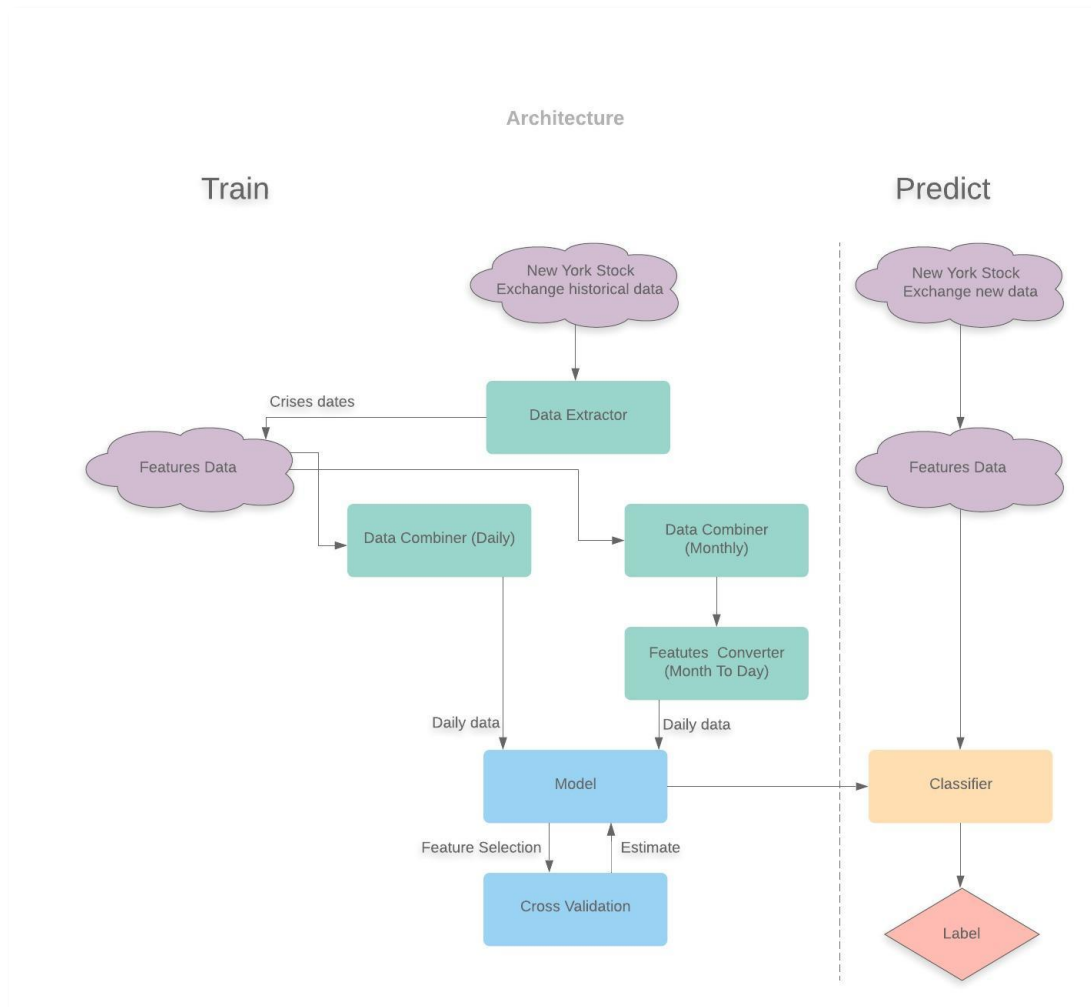 Architecture
Train
Predict
New York Stock
Exchange historical data
New York Stock
Exchange new data
Crises dates
Data Extractor
Features Data
Features Data
Data Combiner (Daily)
Data Combiner
(Monthly)
Featutes  Converter
(Month To Day)
Daily data
Daily data
Model
Classifier
Feature Selection
Estimate
Cross Validation
Label